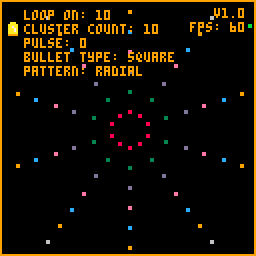 LOOP ON: 10
V1.0
CLUSTER COUNT: 10
FPS: 60
PULSE: 0
BULLET TYPE: SQUARE
PATTERN: RADIAL